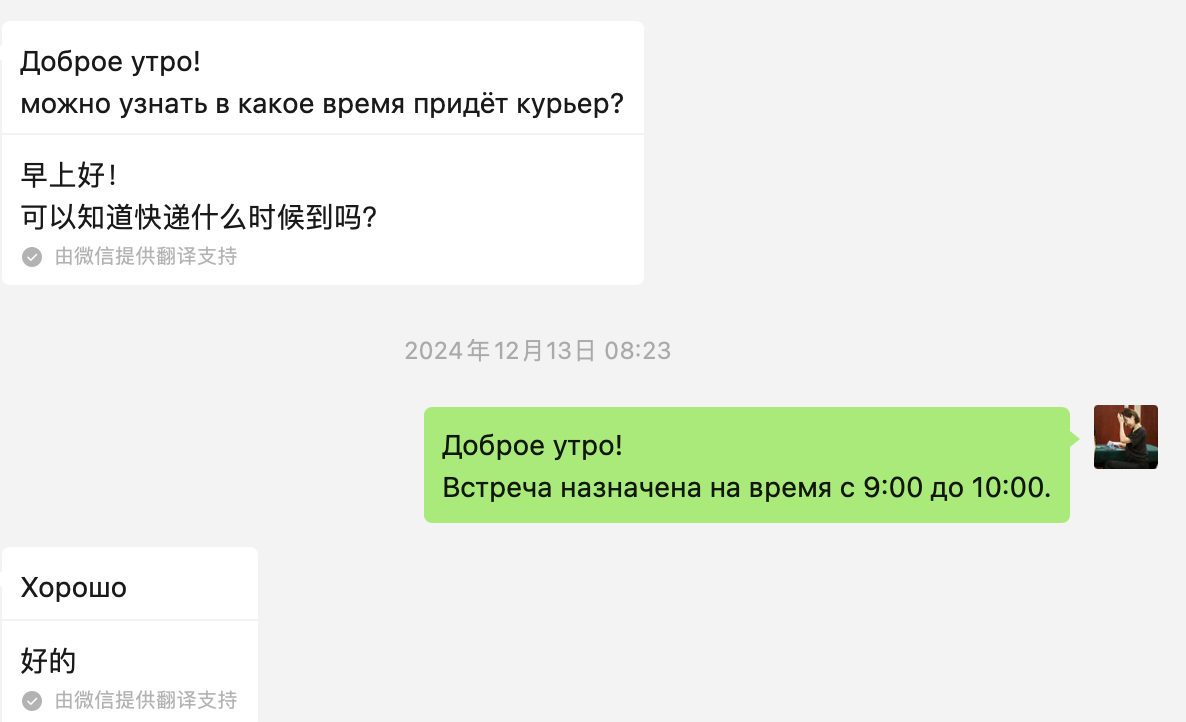 Доброе утро!
можно узнать в какое время придёт курьер?
早上好！
可以知道快递什么时候到吗?
由微信提供翻译支持
2024年12月13日 08:23
Доброе утро!
Встреча назначена на время с 9:00 до 10:00.
Хорошо
好的
由微信提供翻译支持